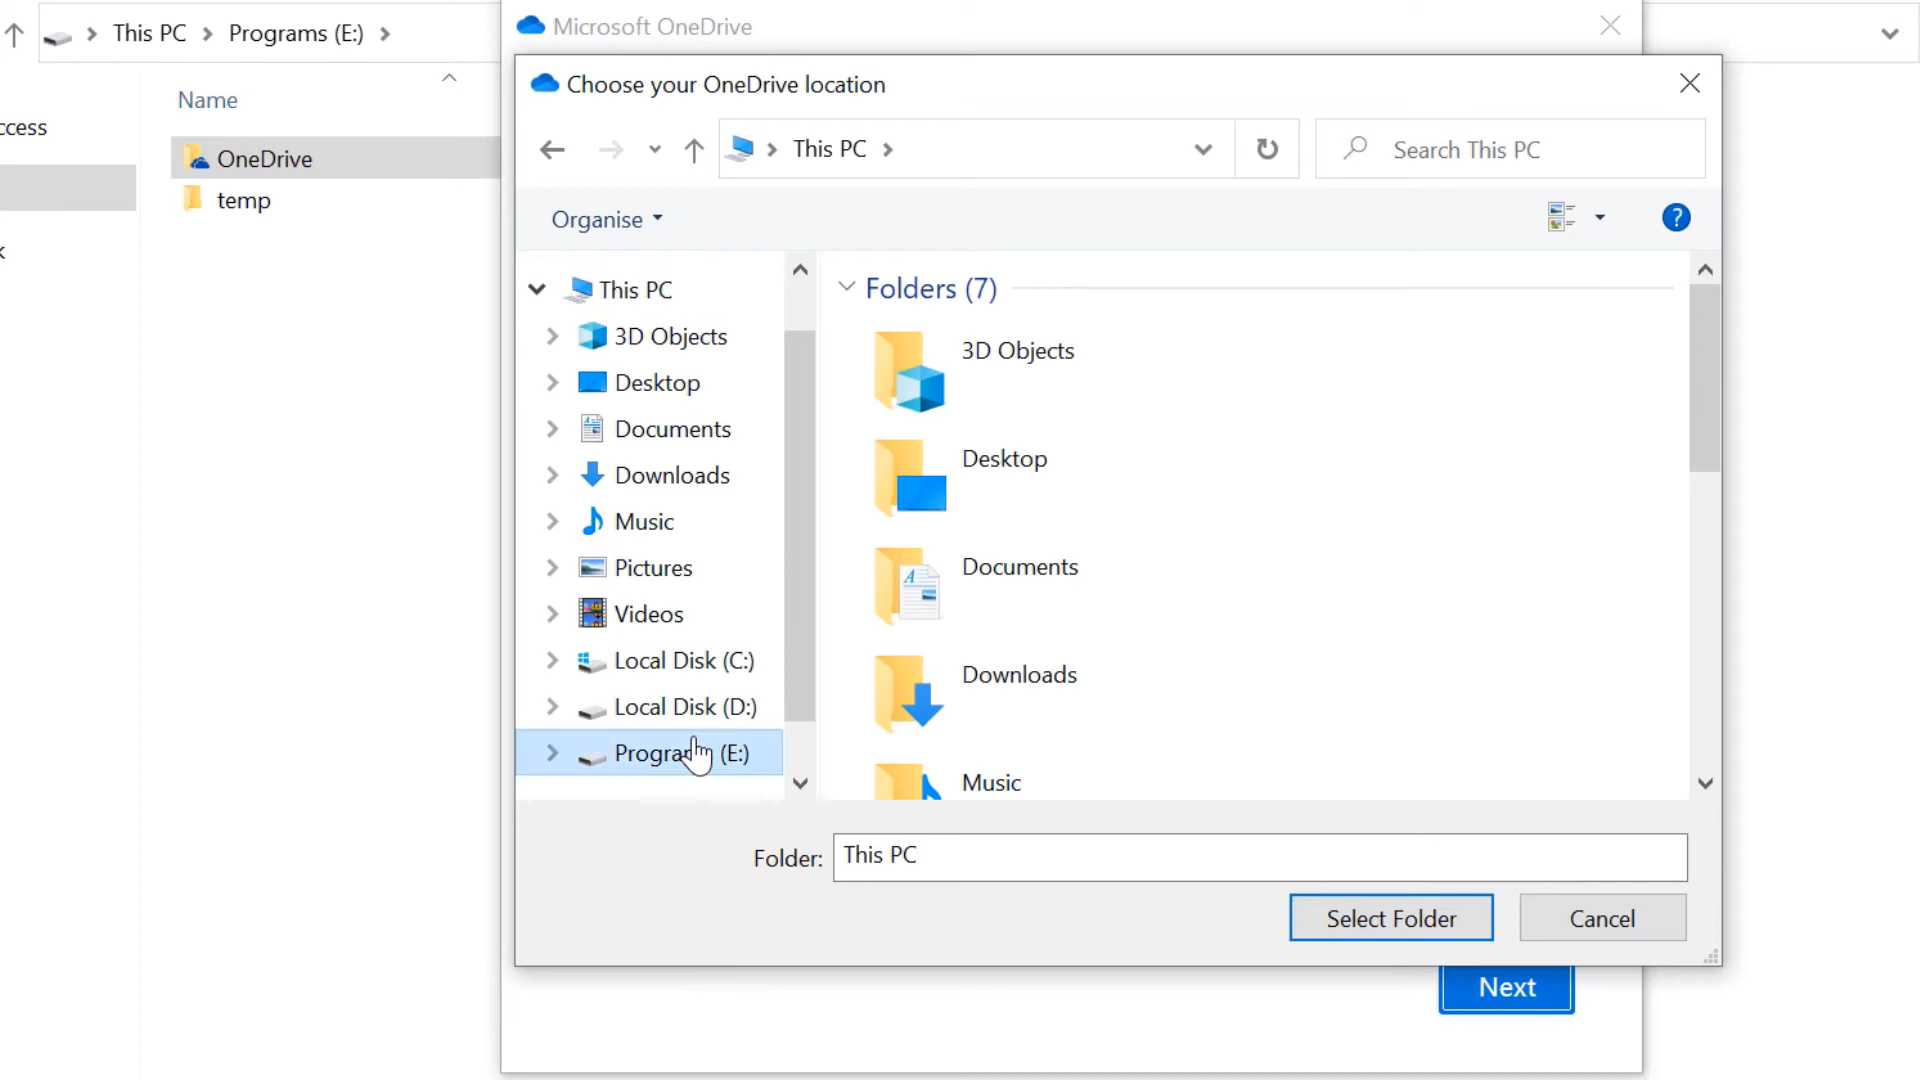 This PC
Programs (E:)
Name
ccess
OneDrive
temp
k
Microsoft OneDrive
Choose your OneDrive location
This PC
Search This PC
Organise
?
This PC
3D Objects
Desktop
Documents
Downloads
Music
Pictures
Videos
Local Disk (C:)
Local Disk (D:)
(E:)
Folders (7)
3D Objects
Desktop
Documents
Downloads
Music
Folder:
This PC
Select Folder
Cancel
Next